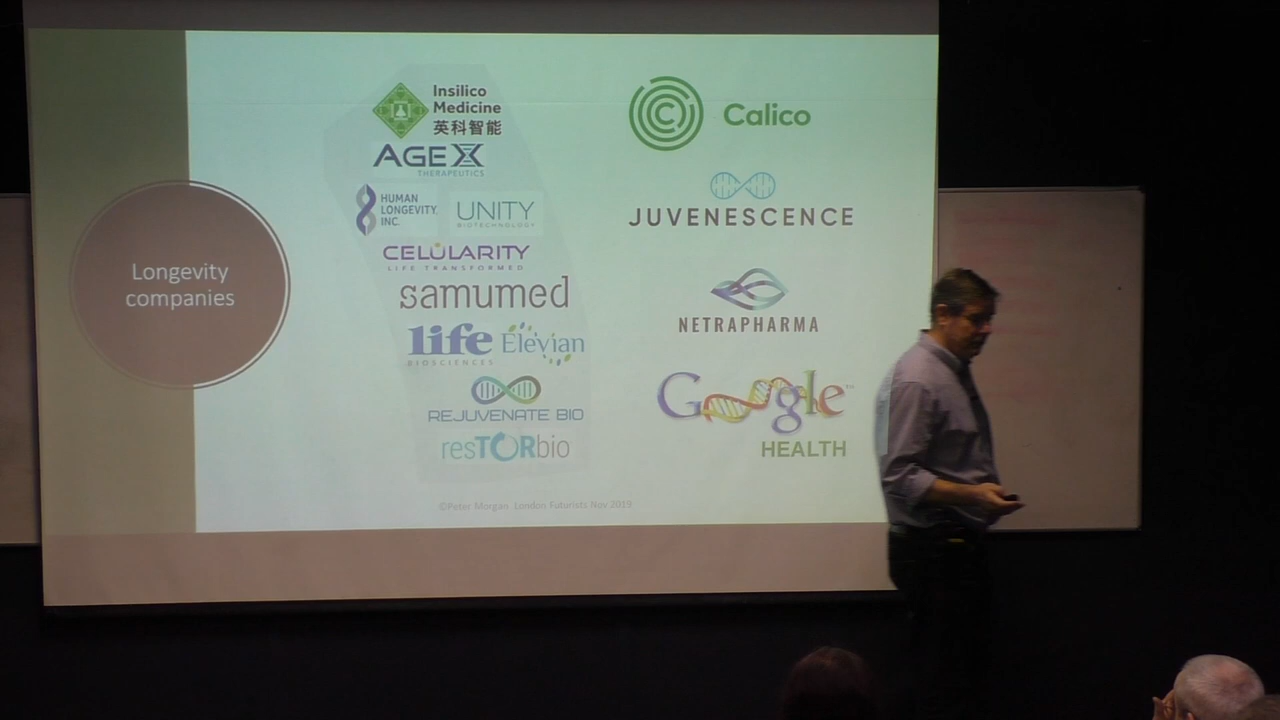 Longevity
companies
Insilico
Medicine
英科智能
AGEX
THERAPEUTICS
HUMAN
LONGEVITY,
INC.
UNITY
BIOTECHNOLOGY
CELULARITY
LIFE TRANSFORMED
samumed
life
BIOSCIENCES
Elevian
REJUVENATE BIO
resTORbio
Calico
JUVENESCENCE
NETRAPHARMA
Google™
HEALTH
©Peter Morgan London Futurists Nov 2019